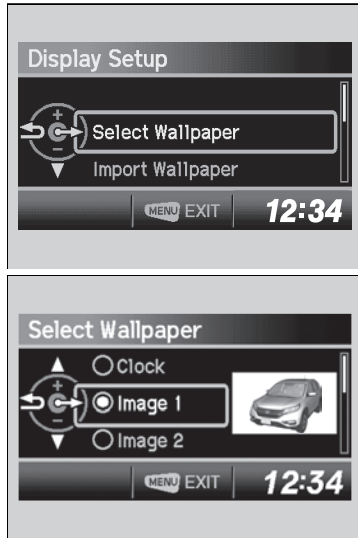 Display Setup
+
Select Wallpaper
−
Import Wallpaper
MENU EXIT 12:34
Select Wallpaper
Clock
+
Image 1
−
Image 2
MENU EXIT 12:34